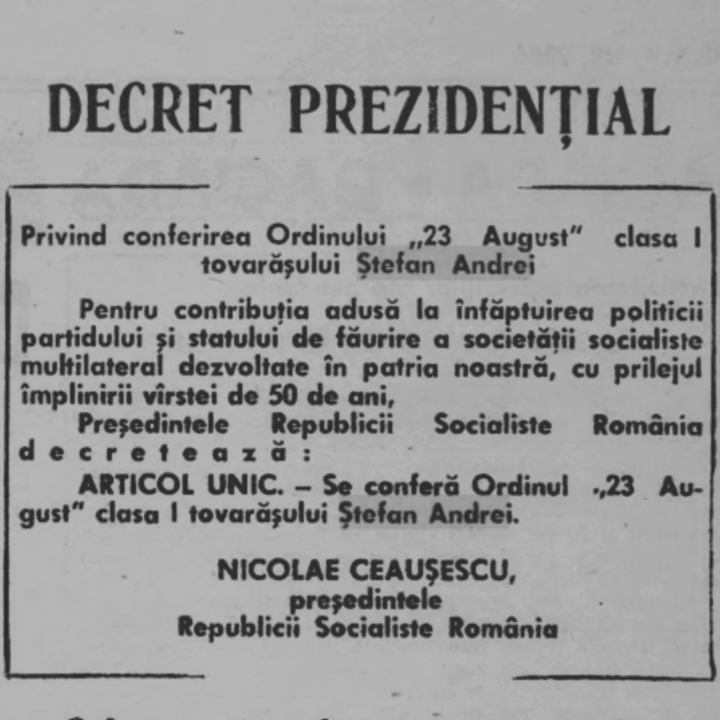 DECRET PREZIDENȚIAL
Privind conferirea Ordinului „23 August” clasa I
tovarășului Ștefan Andrei
Pentru contribuția adusă la înfăptuirea politicii
partidului și statului de făurire a societății socialiste
multilateral dezvoltate în patria noastră, cu prilejul
împlinirii vîrstei de 50 de ani,
Președintele Republicii Socialiste România
decretează:
ARTICOL UNIC. – Se conferă Ordinul „23 Au-
gust” clasa I tovarășului Ștefan Andrei.
NICOLAE CEAUȘESCU,
președintele
Republicii Socialiste România